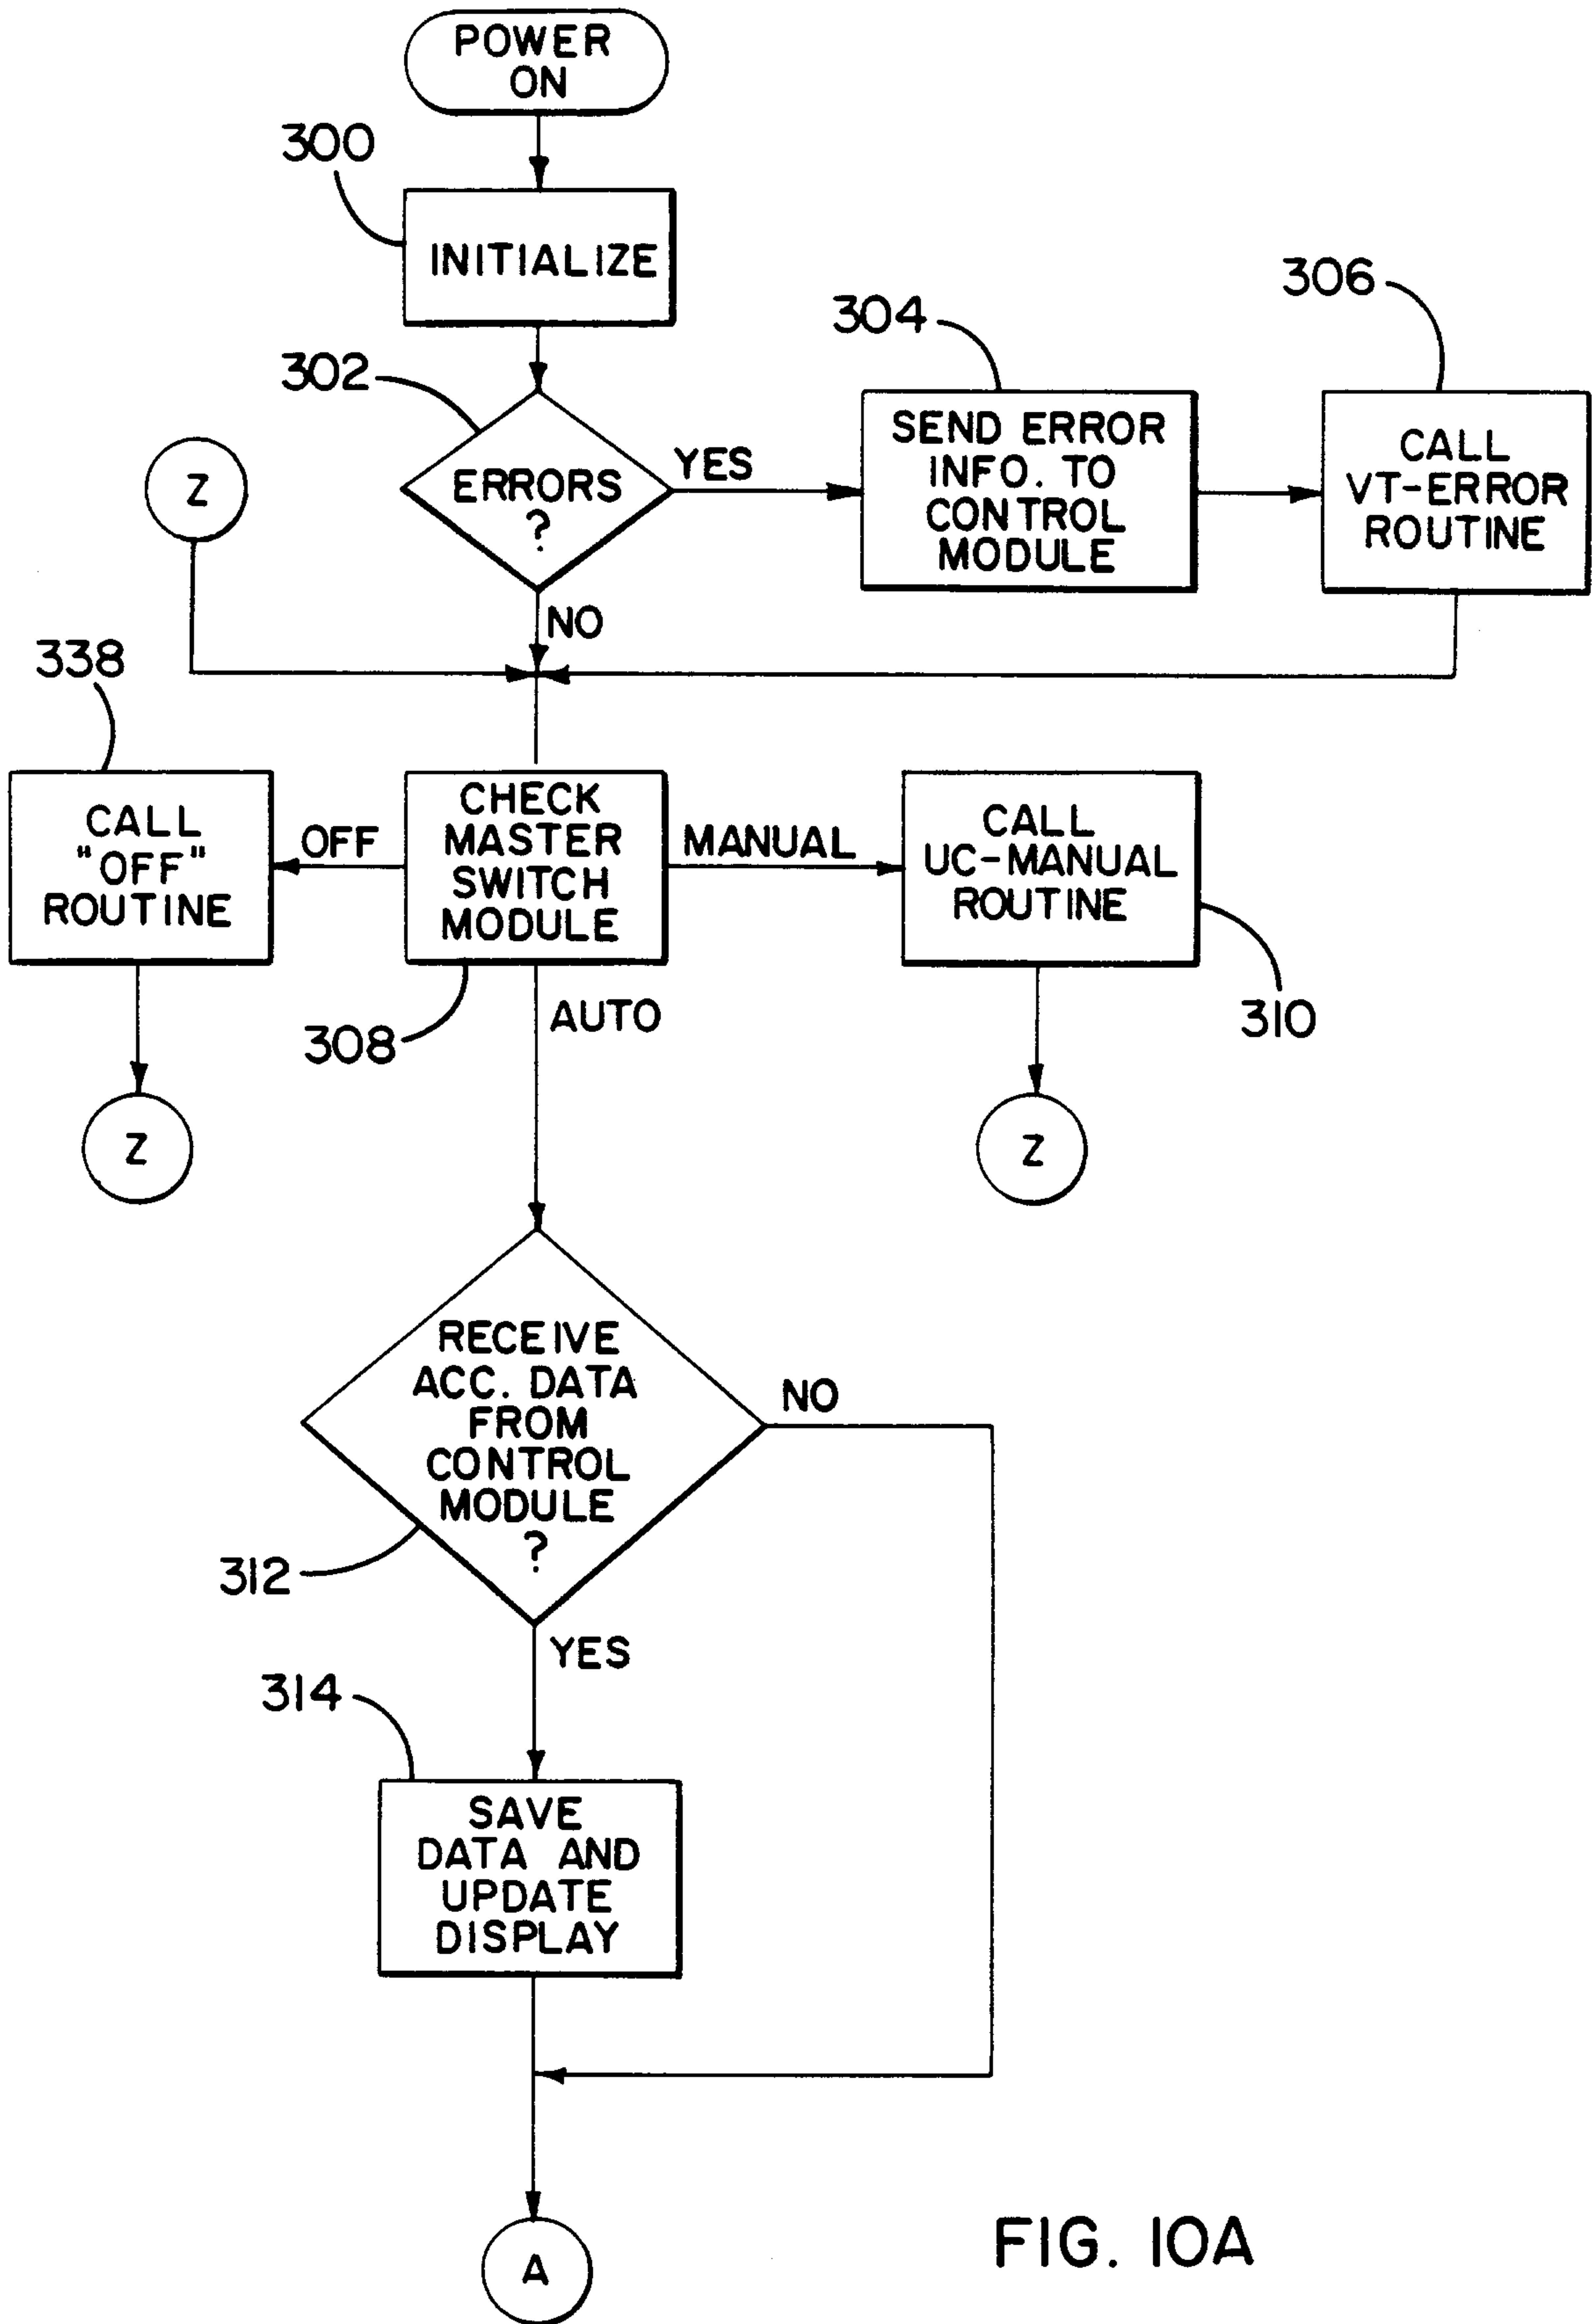 POWER
ON
300
INITIALIZE
306
304
302
SEND ERROR
INFO. TO
CONTROL
MODULE
CALL
VT-ERROR
ROUTINE
Z
ERRORS
?
YES
NO
338
CALL
"OFF"
ROUTINE
OFF
CHECK
MASTER
SWITCH
MODULE
MANUAL
CALL
UC-MANUAL
ROUTINE
308
AUTO
310
Z
Z
RECEIVE
ACC. DATA
FROM
CONTROL
MODULE
?
NO
312
YES
314
SAVE
DATA AND
UPDATE
DISPLAY
A
FIG. 10A